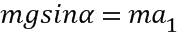 mgsinα = ma₁